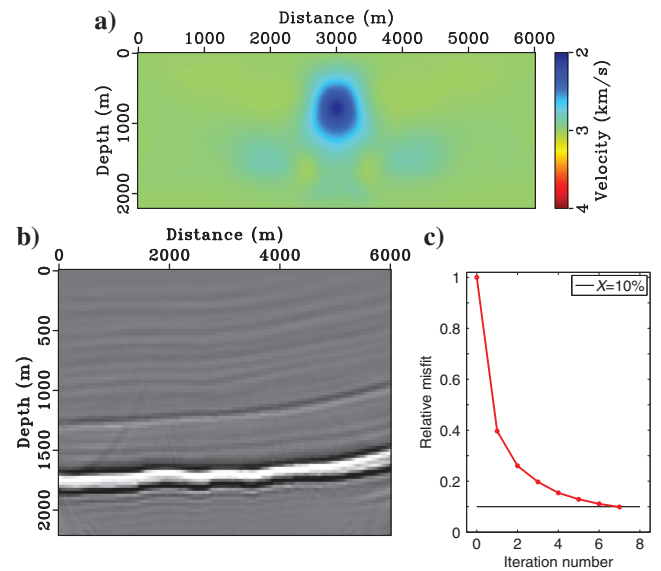 a)
Distance (m)
0 1000 2000 3000 4000 5000 6000
Depth (m)
0
1000
2000
2
3
4
Velocity (km/s)
b)
Distance (m)
0 2000 4000 6000
Depth (m)
0
500
1000
1500
2000
c)
X=10%
Relative misfit
1
0.8
0.6
0.4
0.2
0
0 2 4 6 8
Iteration number